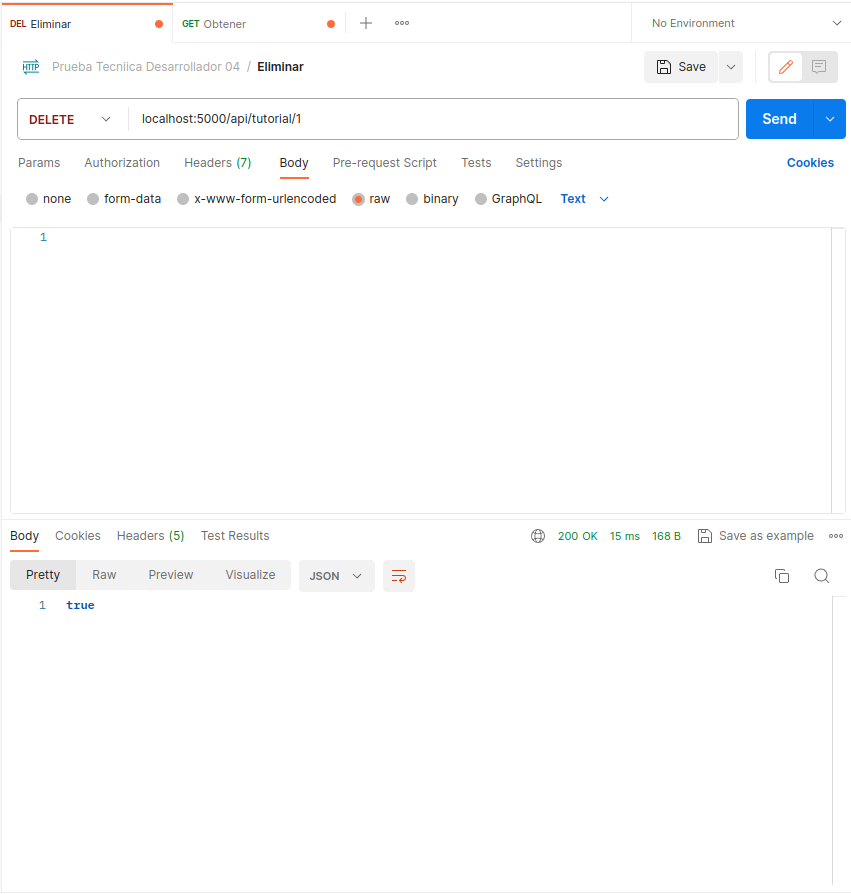 DEL Eliminar GET Obtener No Environment
HTTP Prueba Tecniica Desarrollador 04 / Eliminar Save
DELETE localhost:5000/api/tutorial/1 Send
Params Authorization Headers (7) Body Pre-request Script Tests Settings Cookies
none form-data x-www-form-urlencoded raw binary GraphQL Text
1
Body Cookies Headers (5) Test Results 200 OK 15 ms 168 B Save as example
Pretty Raw Preview Visualize JSON
1 true